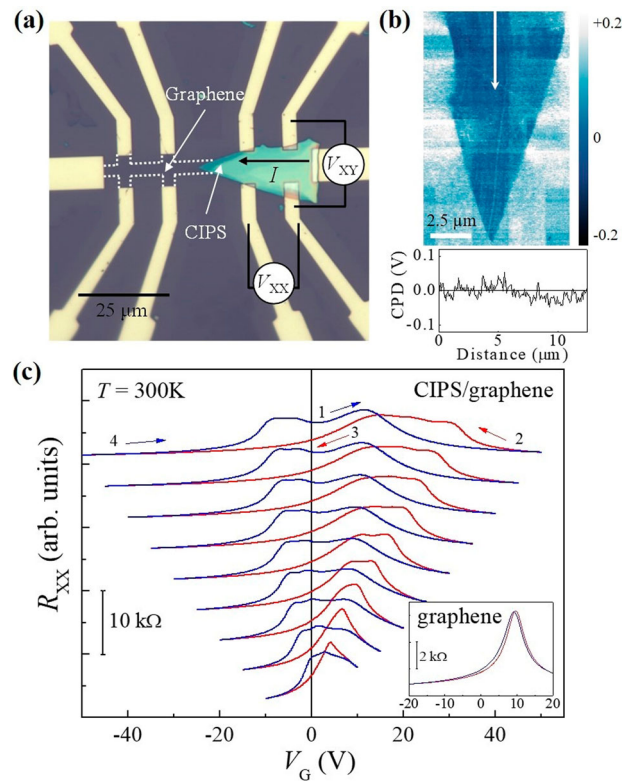 (a)
Graphene
I
V_XY
CIPS
V_XX
25 μm
(b)
+0.2
0
-0.2
2.5 μm
CPD (V)
0.1
0.0
-0.1
0
5
10
Distance (μm)
(c)
T = 300K
CIPS/graphene
1
2
3
4
R_XX (arb. units)
10 kΩ
graphene
2 kΩ
-20 -10 0 10 20
-40 -20 0 20 40
V_G (V)